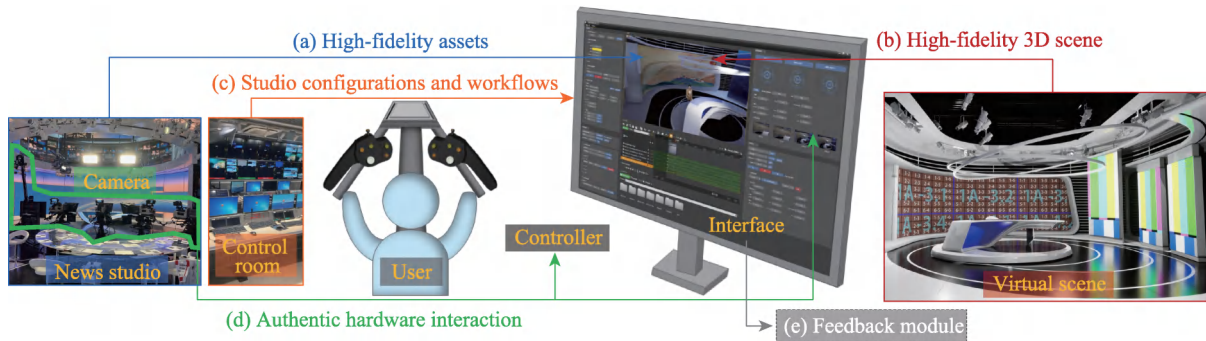 (a) High-fidelity assets
(b) High-fidelity 3D scene
(c) Studio configurations and workflows
Camera
News studio
Control
room
User
Controller
Interface
Virtual scene
(d) Authentic hardware interaction
(e) Feedback module